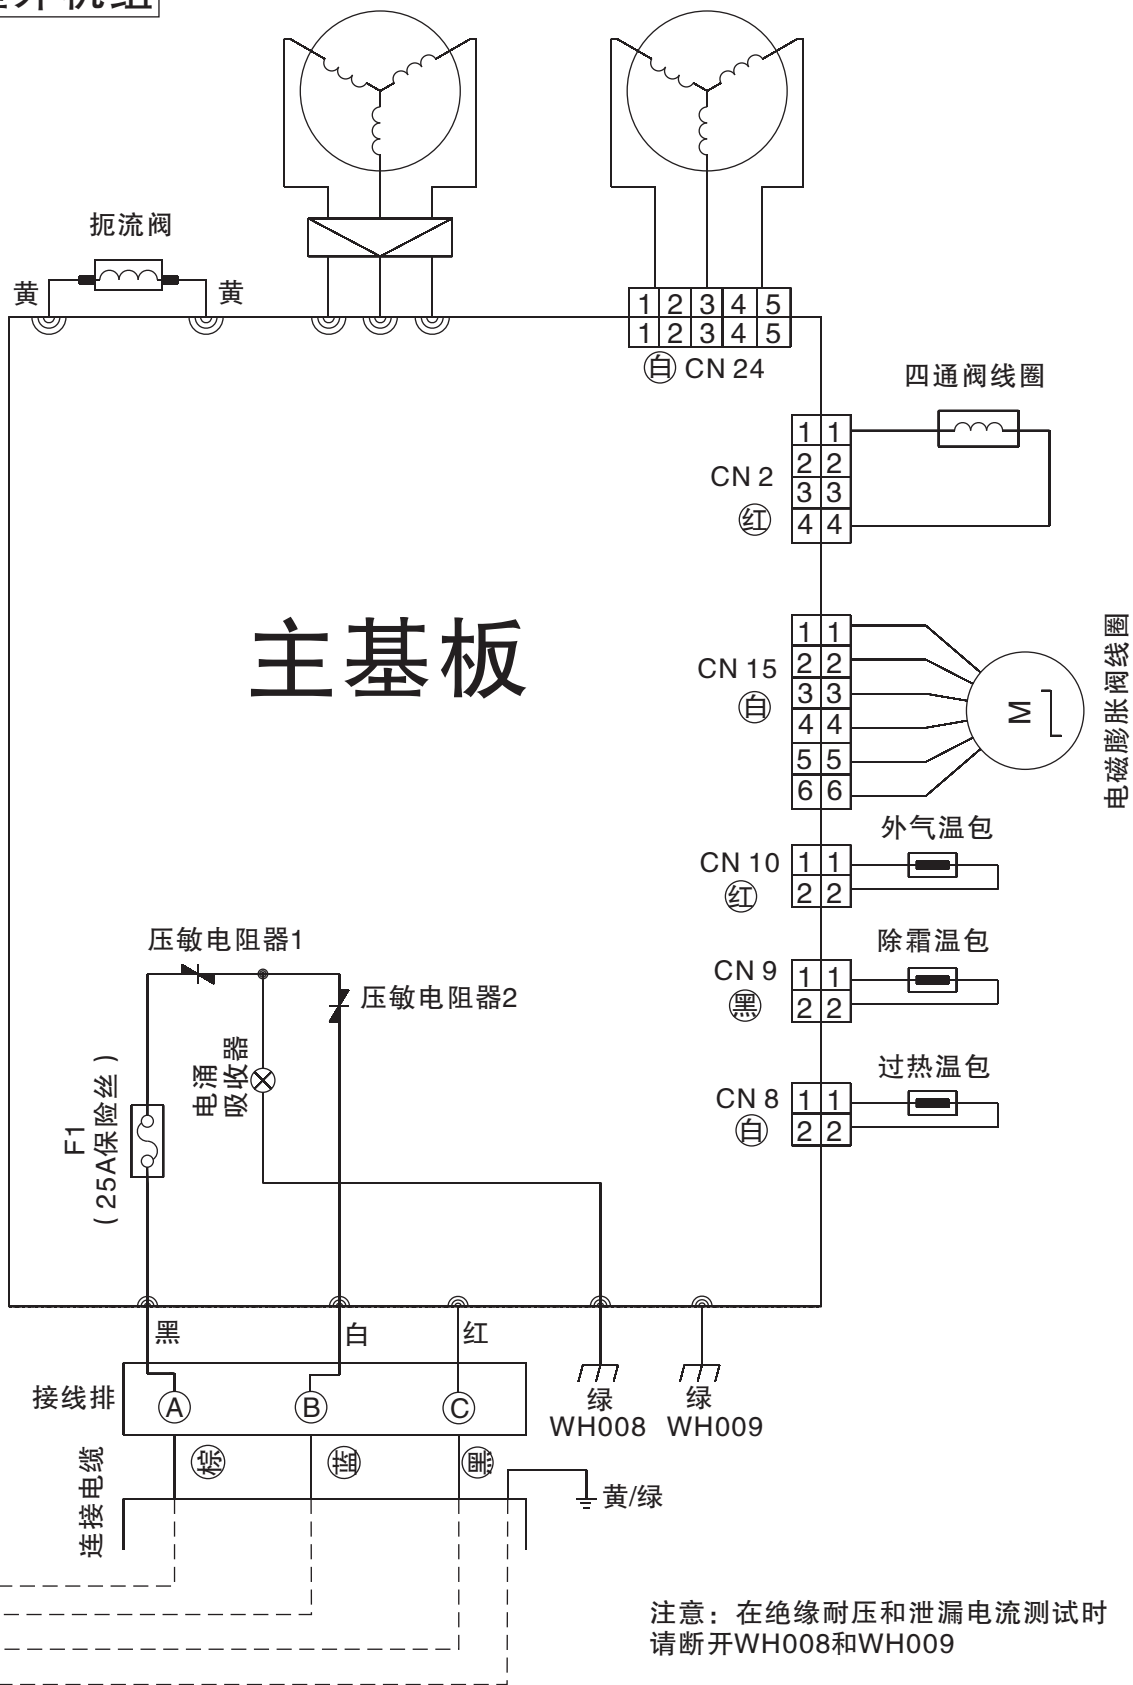 外机组
扼流阀
黄
黄
1 2 3 4 5
1 2 3 4 5
白 CN 24
四通阀线圈
1 1
2 2
CN 2
3 3
红
4 4
主基板
电磁膨胀阀线圈
1 1
CN 15
2 2
白
3 3
4 4
5 5
6 6
M
外气温包
CN 10
1 1
红
2 2
压敏电阻器1
除霜温包
CN 9
1 1
黑
2 2
压敏电阻器2
电涌
吸收器
过热温包
CN 8
1 1
白
2 2
F1
(25A保险丝)
黑
白
红
接线排
A
B
C
绿
WH008
绿
WH009
连接电缆
棕
蓝
黑
黄/绿
注意：在绝缘耐压和泄漏电流测试时
请断开WH008和WH009